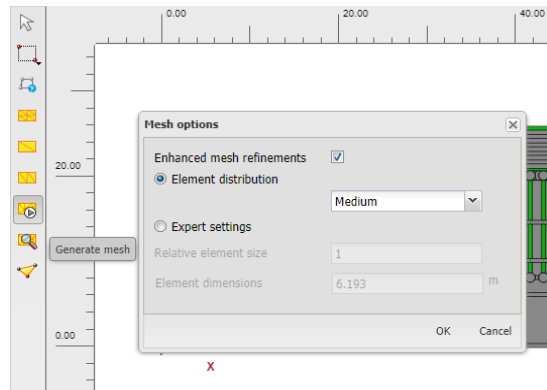 0.00 20.00 40.00
Mesh options
Enhanced mesh refinements
20.00
Element distribution
Medium
Expert settings
Generate mesh
Relative element size 1
Element dimensions 6.193 m
0.00
OK Cancel
X